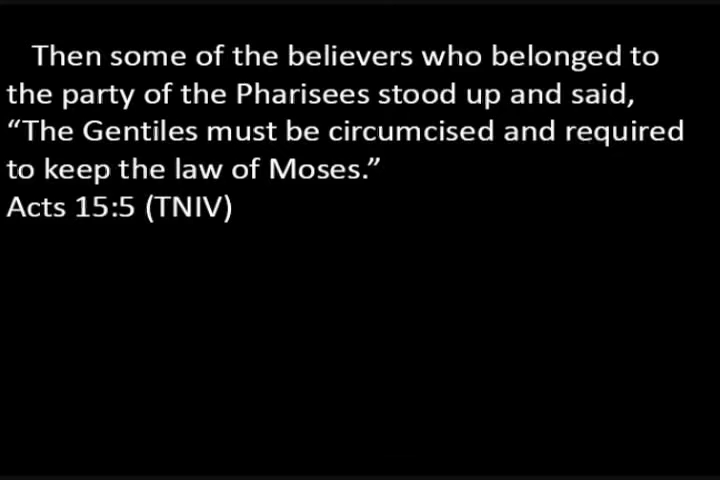 Then some of the believers who belonged to
the party of the Pharisees stood up and said,
“The Gentiles must be circumcised and required
to keep the law of Moses.”
Acts 15:5 (TNIV)